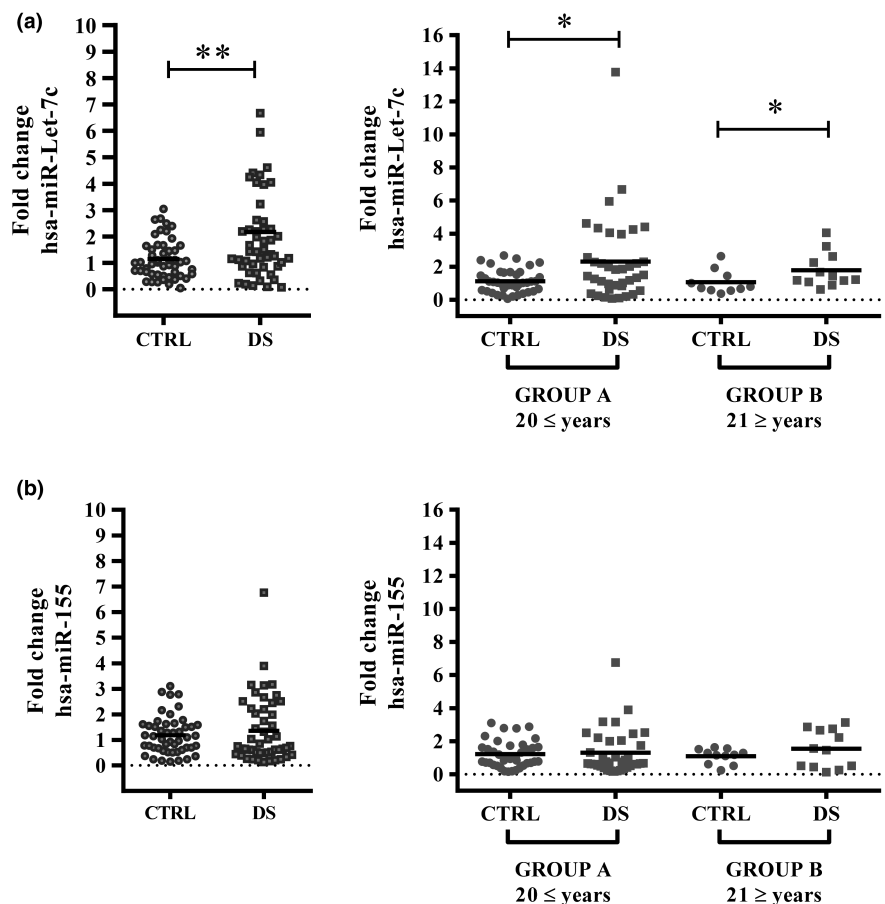 (a)
Fold change
hsa-miR-Let-7c
10
9
8
7
6
5
4
3
2
1
0
**
CTRL DS
Fold change
hsa-miR-Let-7c
16
14
12
10
8
6
4
2
0
*
*
CTRL DS CTRL DS
GROUP A GROUP B
20 ≤ years 21 ≥ years
(b)
Fold change
hsa-miR-155
10
9
8
7
6
5
4
3
2
1
0
CTRL DS
Fold change
hsa-miR-155
16
14
12
10
8
6
4
2
0
CTRL DS CTRL DS
GROUP A GROUP B
20 ≤ years 21 ≥ years